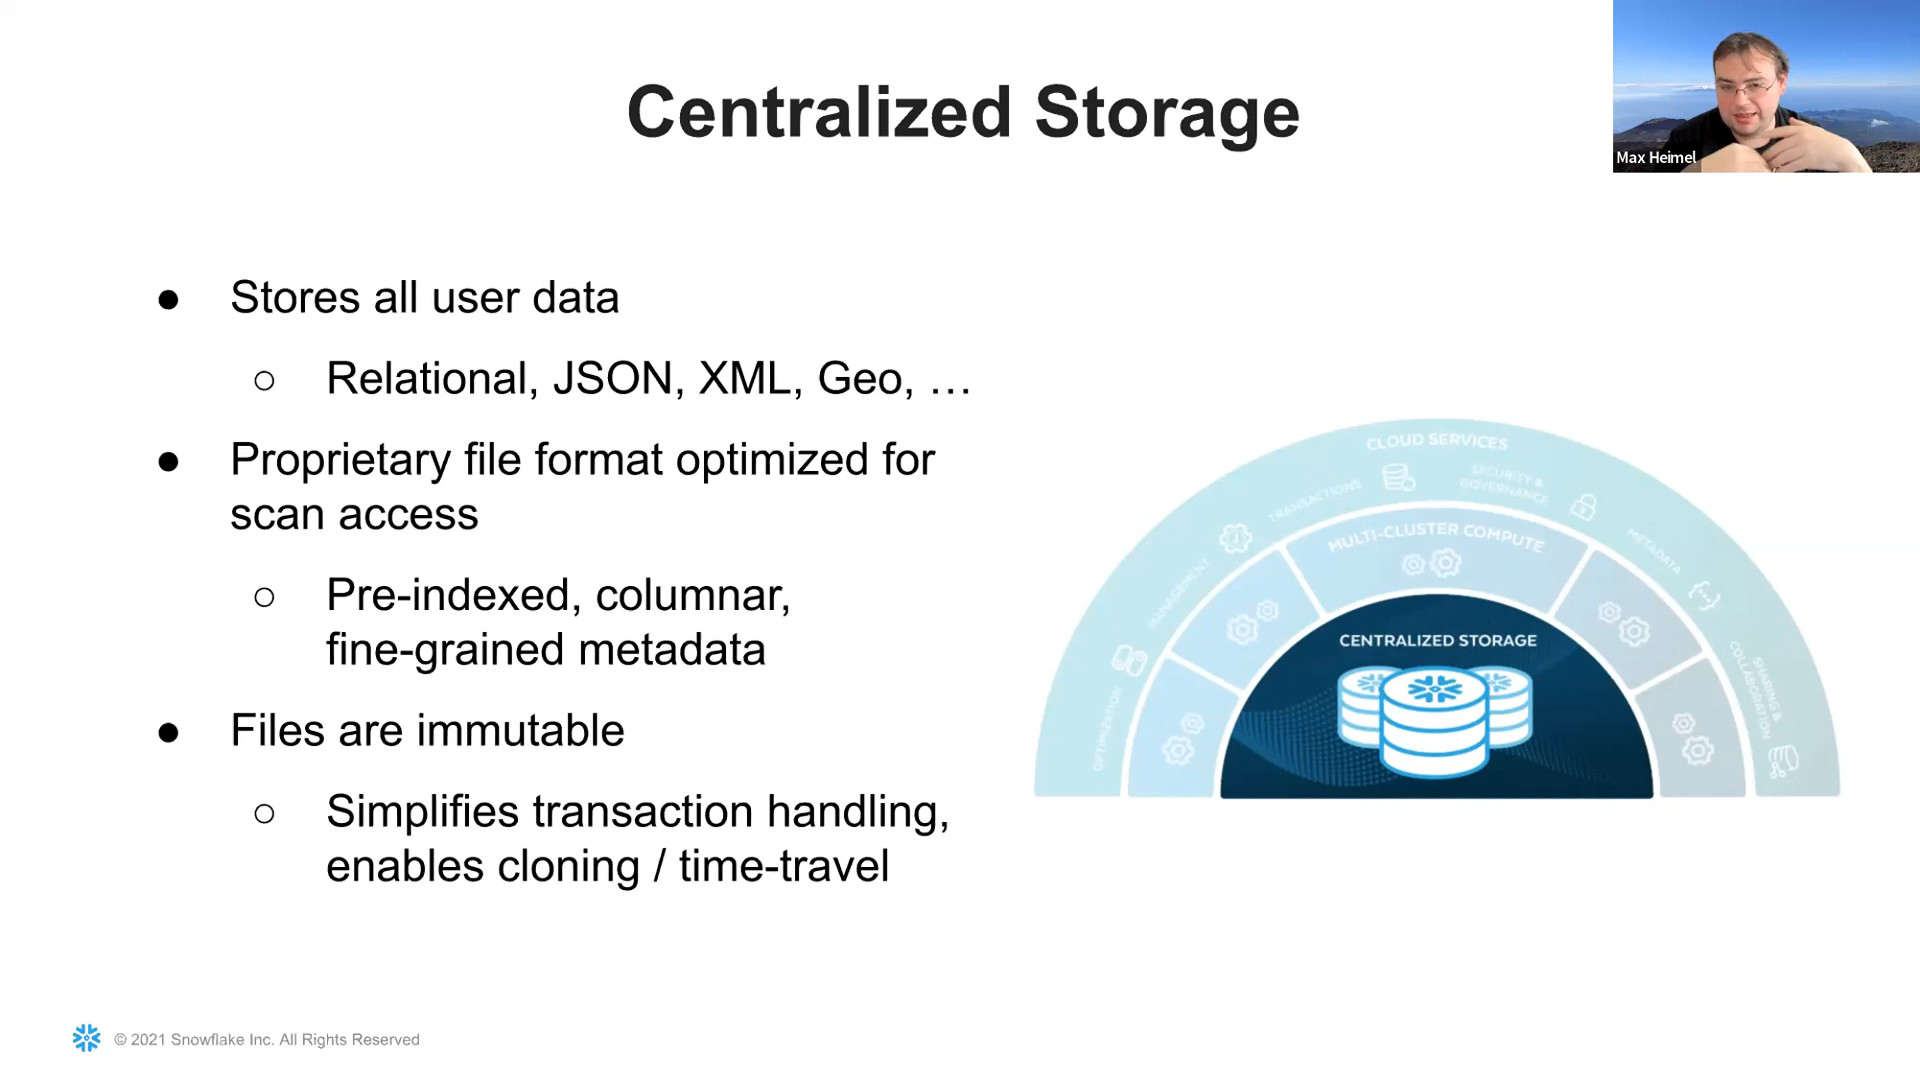 Centralized Storage
Max Heimel
● Stores all user data
○ Relational, JSON, XML, Geo, …
● Proprietary file format optimized for
scan access
○ Pre-indexed, columnar,
fine-grained metadata
● Files are immutable
○ Simplifies transaction handling,
enables cloning / time-travel
CLOUD SERVICES
OPTIMIZATION
MANAGEMENT
TRANSACTIONS
SECURITY &
GOVERNANCE
METADATA
SHARING &
COLLABORATION
MULTI-CLUSTER COMPUTE
CENTRALIZED STORAGE
© 2021 Snowflake Inc. All Rights Reserved